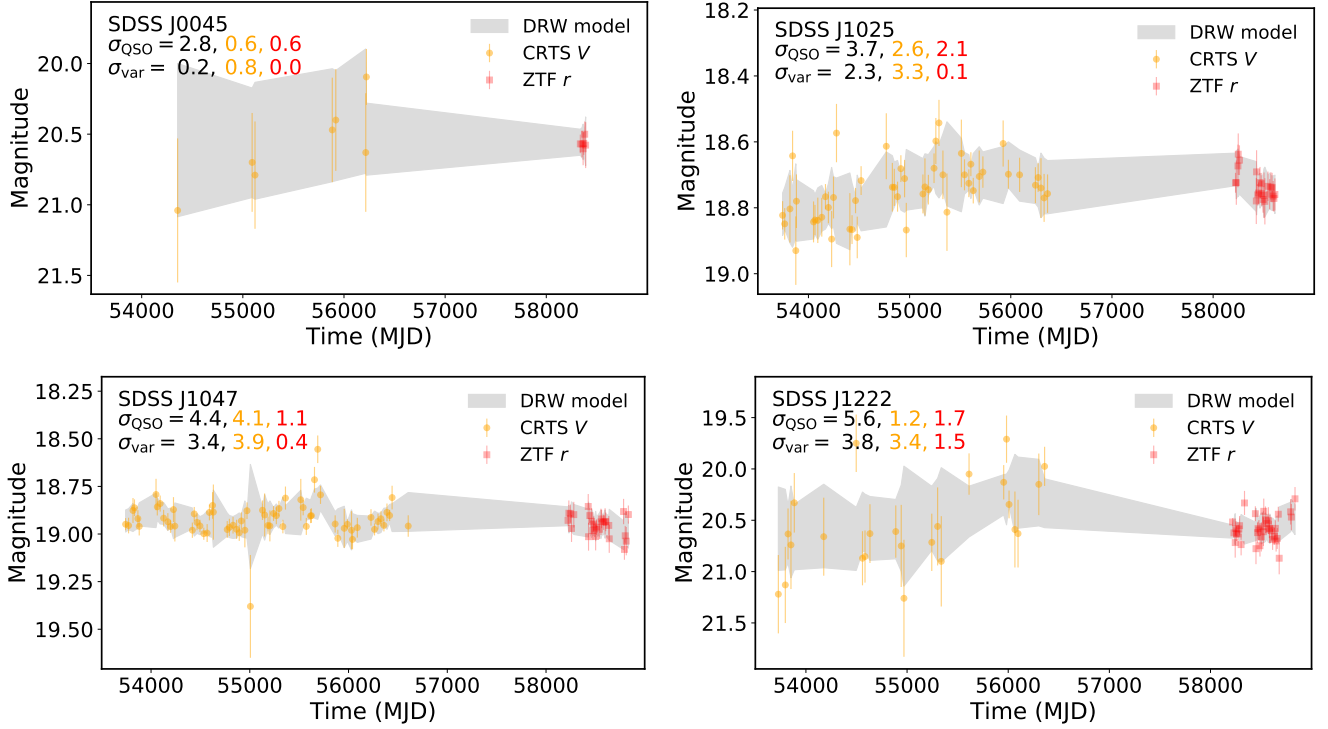 SDSS J0045
σQSO = 2.8, 0.6, 0.6
σvar = 0.2, 0.8, 0.0
DRW model
CRTS V
ZTF r
20.0
20.5
21.0
21.5
Magnitude
54000 55000 56000 57000 58000
Time (MJD)
SDSS J1025
σQSO = 3.7, 2.6, 2.1
σvar = 2.3, 3.3, 0.1
DRW model
CRTS V
ZTF r
18.2
18.4
18.6
18.8
19.0
Magnitude
54000 55000 56000 57000 58000
Time (MJD)
SDSS J1047
σQSO = 4.4, 4.1, 1.1
σvar = 3.4, 3.9, 0.4
DRW model
CRTS V
ZTF r
18.25
18.50
18.75
19.00
19.25
19.50
Magnitude
54000 55000 56000 57000 58000
Time (MJD)
SDSS J1222
σQSO = 5.6, 1.2, 1.7
σvar = 3.8, 3.4, 1.5
DRW model
CRTS V
ZTF r
19.5
20.0
20.5
21.0
21.5
Magnitude
54000 55000 56000 57000 58000
Time (MJD)